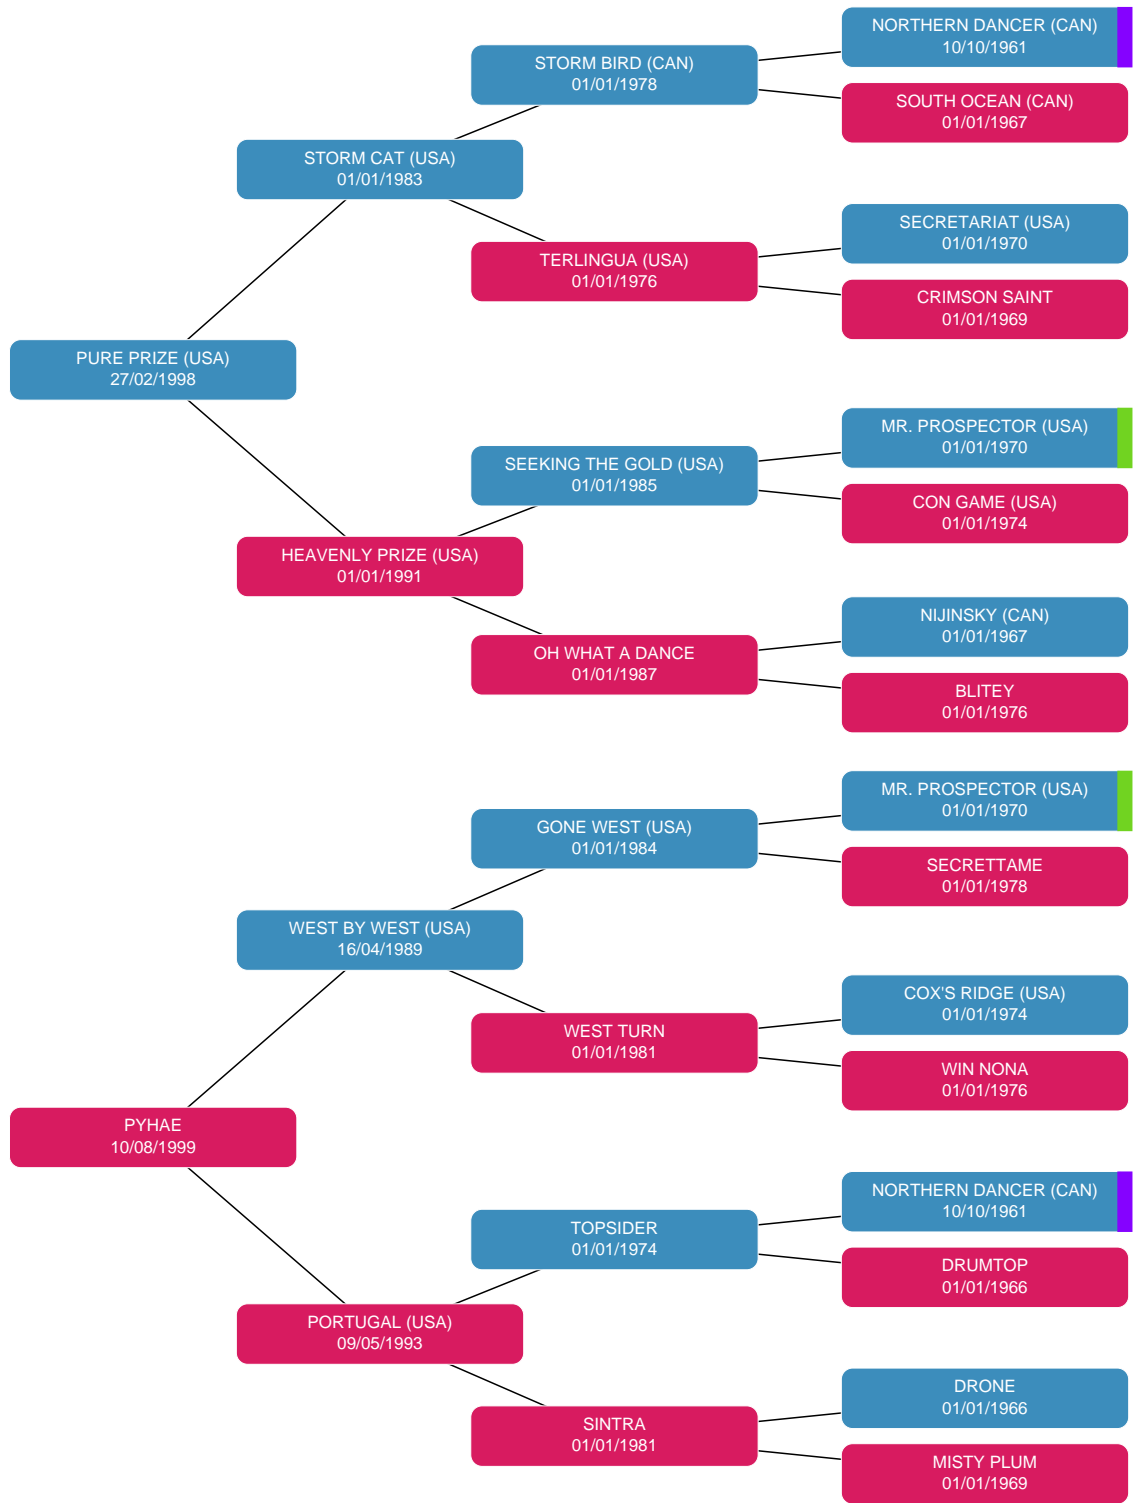 NORTHERN DANCER (CAN)
10/10/1961
STORM BIRD (CAN)
01/01/1978
SOUTH OCEAN (CAN)
01/01/1967
STORM CAT (USA)
01/01/1983
SECRETARIAT (USA)
01/01/1970
TERLINGUA (USA)
01/01/1976
CRIMSON SAINT
01/01/1969
PURE PRIZE (USA)
27/02/1998
MR. PROSPECTOR (USA)
01/01/1970
SEEKING THE GOLD (USA)
01/01/1985
CON GAME (USA)
01/01/1974
HEAVENLY PRIZE (USA)
01/01/1991
NIJINSKY (CAN)
01/01/1967
OH WHAT A DANCE
01/01/1987
BLITEY
01/01/1976
MR. PROSPECTOR (USA)
01/01/1970
GONE WEST (USA)
01/01/1984
SECRETTAME
01/01/1978
WEST BY WEST (USA)
16/04/1989
COX'S RIDGE (USA)
01/01/1974
WEST TURN
01/01/1981
WIN NONA
01/01/1976
PYHAE
10/08/1999
NORTHERN DANCER (CAN)
10/10/1961
TOPSIDER
01/01/1974
DRUMTOP
01/01/1966
PORTUGAL (USA)
09/05/1993
DRONE
01/01/1966
SINTRA
01/01/1981
MISTY PLUM
01/01/1969